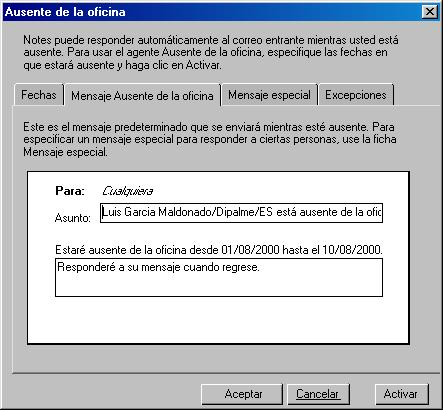 Ausente de la oficina
Notes puede responder automáticamente al correo entrante mientras usted está
ausente. Para usar el agente Ausente de la oficina, especifique las fechas en
que estará ausente y haga clic en Activar.
Fechas Mensaje Ausente de la oficina Mensaje especial Excepciones
Este es el mensaje predeterminado que se enviará mientras esté ausente. Para
especificar un mensaje especial para responder a ciertas personas, use la ficha
Mensaje especial.
Para: Cualquiera
Asunto: Luis Garcia Maldonado/Dipalme/ES está ausente de la ofic
Estaré ausente de la oficina desde 01/08/2000 hasta el 10/08/2000.
Responderé a su mensaje cuando regrese.
Aceptar Cancelar Activar